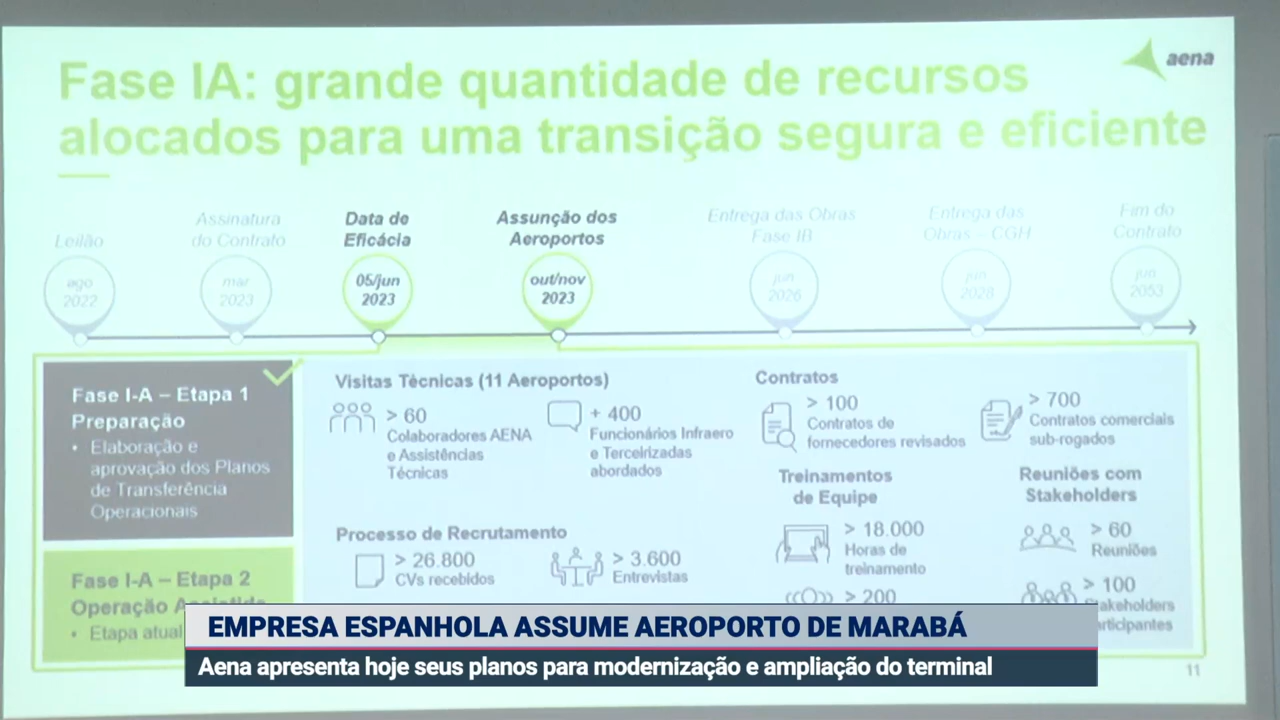 aena
Fase IA: grande quantidade de recursos
alocados para uma transição segura e eficiente
Leilão
ago
2022
Assinatura
do Contrato
mar
2023
Data de
Eficácia
05/jun
2023
Assunção dos
Aeroportos
out/nov
2023
Entrega das Obras
Fase IB
jun
2026
Entrega das
Obras – CGH
jun
2028
Fim do
Contrato
jun
2053
Fase I-A – Etapa 1
Preparação
• Elaboração e
aprovação dos Planos
de Transferência
Operacionais
Fase I-A – Etapa 2
Operação
• Etapa atual
Visitas Técnicas (11 Aeroportos)
> 60
Colaboradores AENA
e Assistências
Técnicas
+ 400
Funcionários Infraero
e Terceirizadas
abordados
Processo de Recrutamento
> 26.800
CVs recebidos
> 3.600
Entrevistas
Contratos
> 100
Contratos de
fornecedores revisados
> 700
Contratos comerciais
sub-rogados
Treinamentos
de Equipe
> 18.000
Horas de
treinamento
> 200
Reuniões com
Stakeholders
> 60
Reuniões
> 100
EMPRESA ESPANHOLA ASSUME AEROPORTO DE MARABÁ
Aena apresenta hoje seus planos para modernização e ampliação do terminal
11